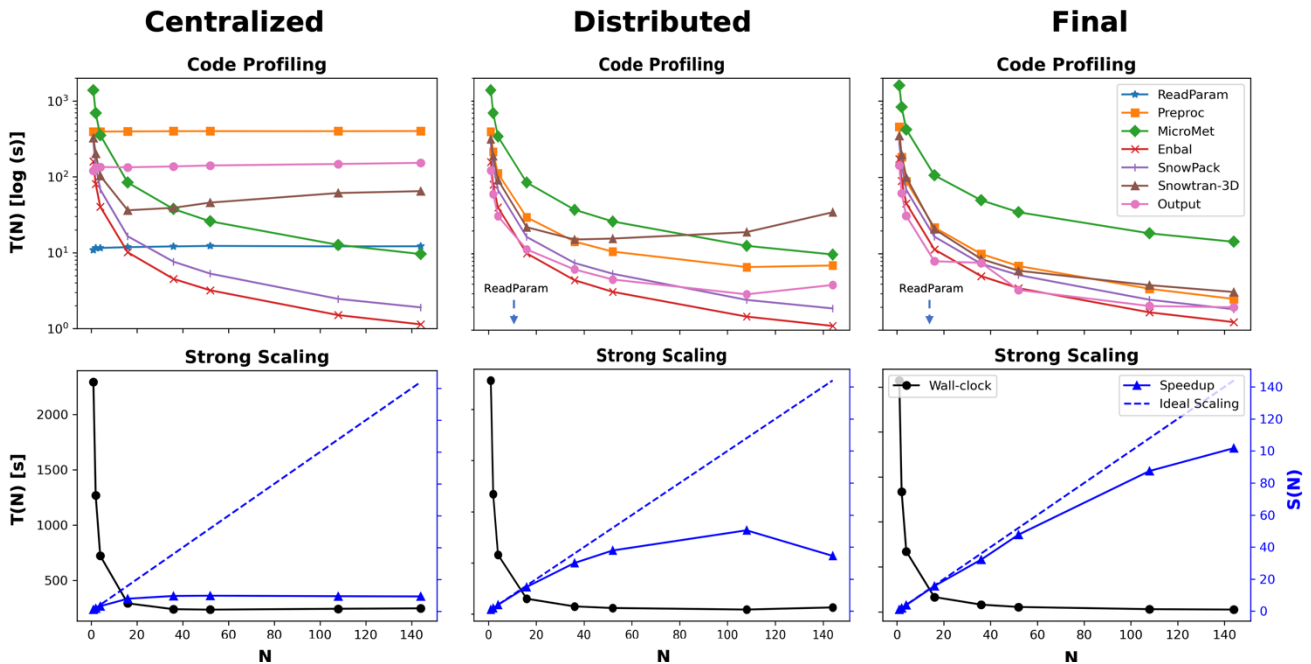 Centralized
Distributed
Final
Code Profiling
Code Profiling
Code Profiling
T(N) [log (s)]
10³
10²
10¹
10⁰
ReadParam
ReadParam
ReadParam
Preproc
MicroMet
Enbal
SnowPack
Snowtran-3D
Output
Strong Scaling
Strong Scaling
Strong Scaling
T(N) [s]
2000
1500
1000
500
Wall-clock
Speedup
Ideal Scaling
140
120
10
80
60
40
20
0
S(N)
0 20 40 60 80 100 120 140
0 20 40 60 80 100 120 140
0 20 40 60 80 100 120 140
N
N
N